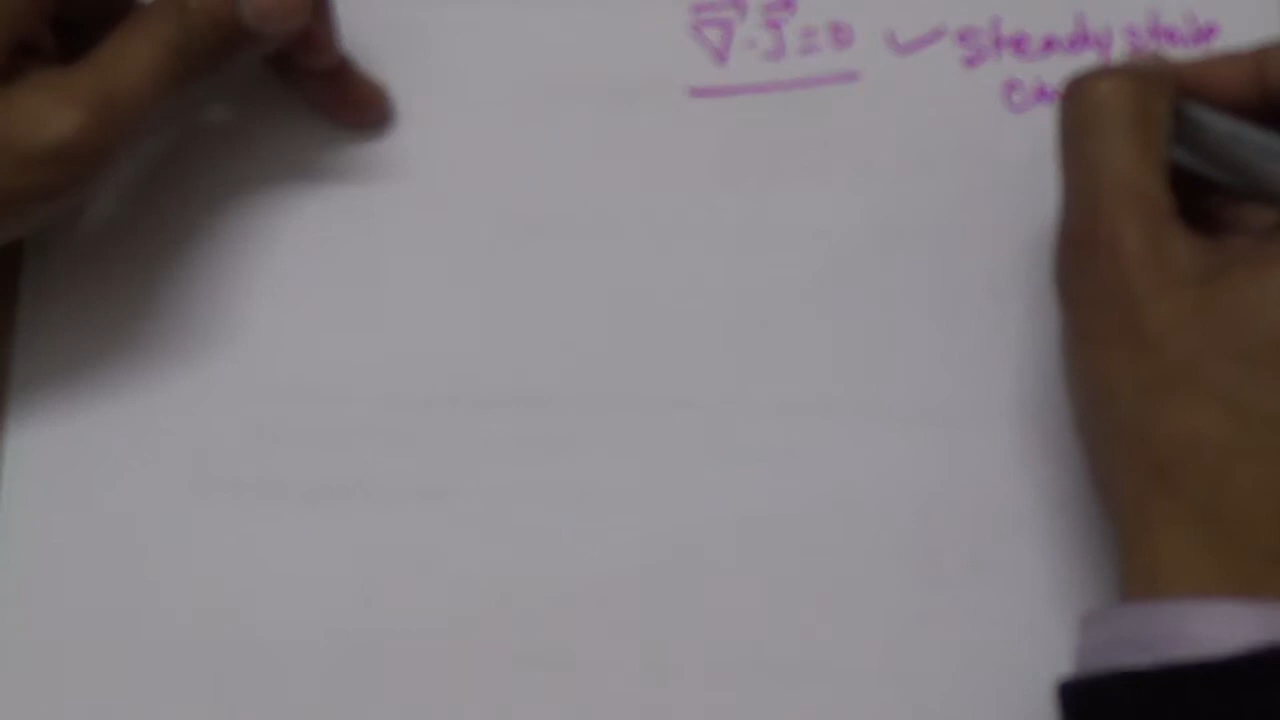 ∇⃗·J⃗=0 ✓ steady state